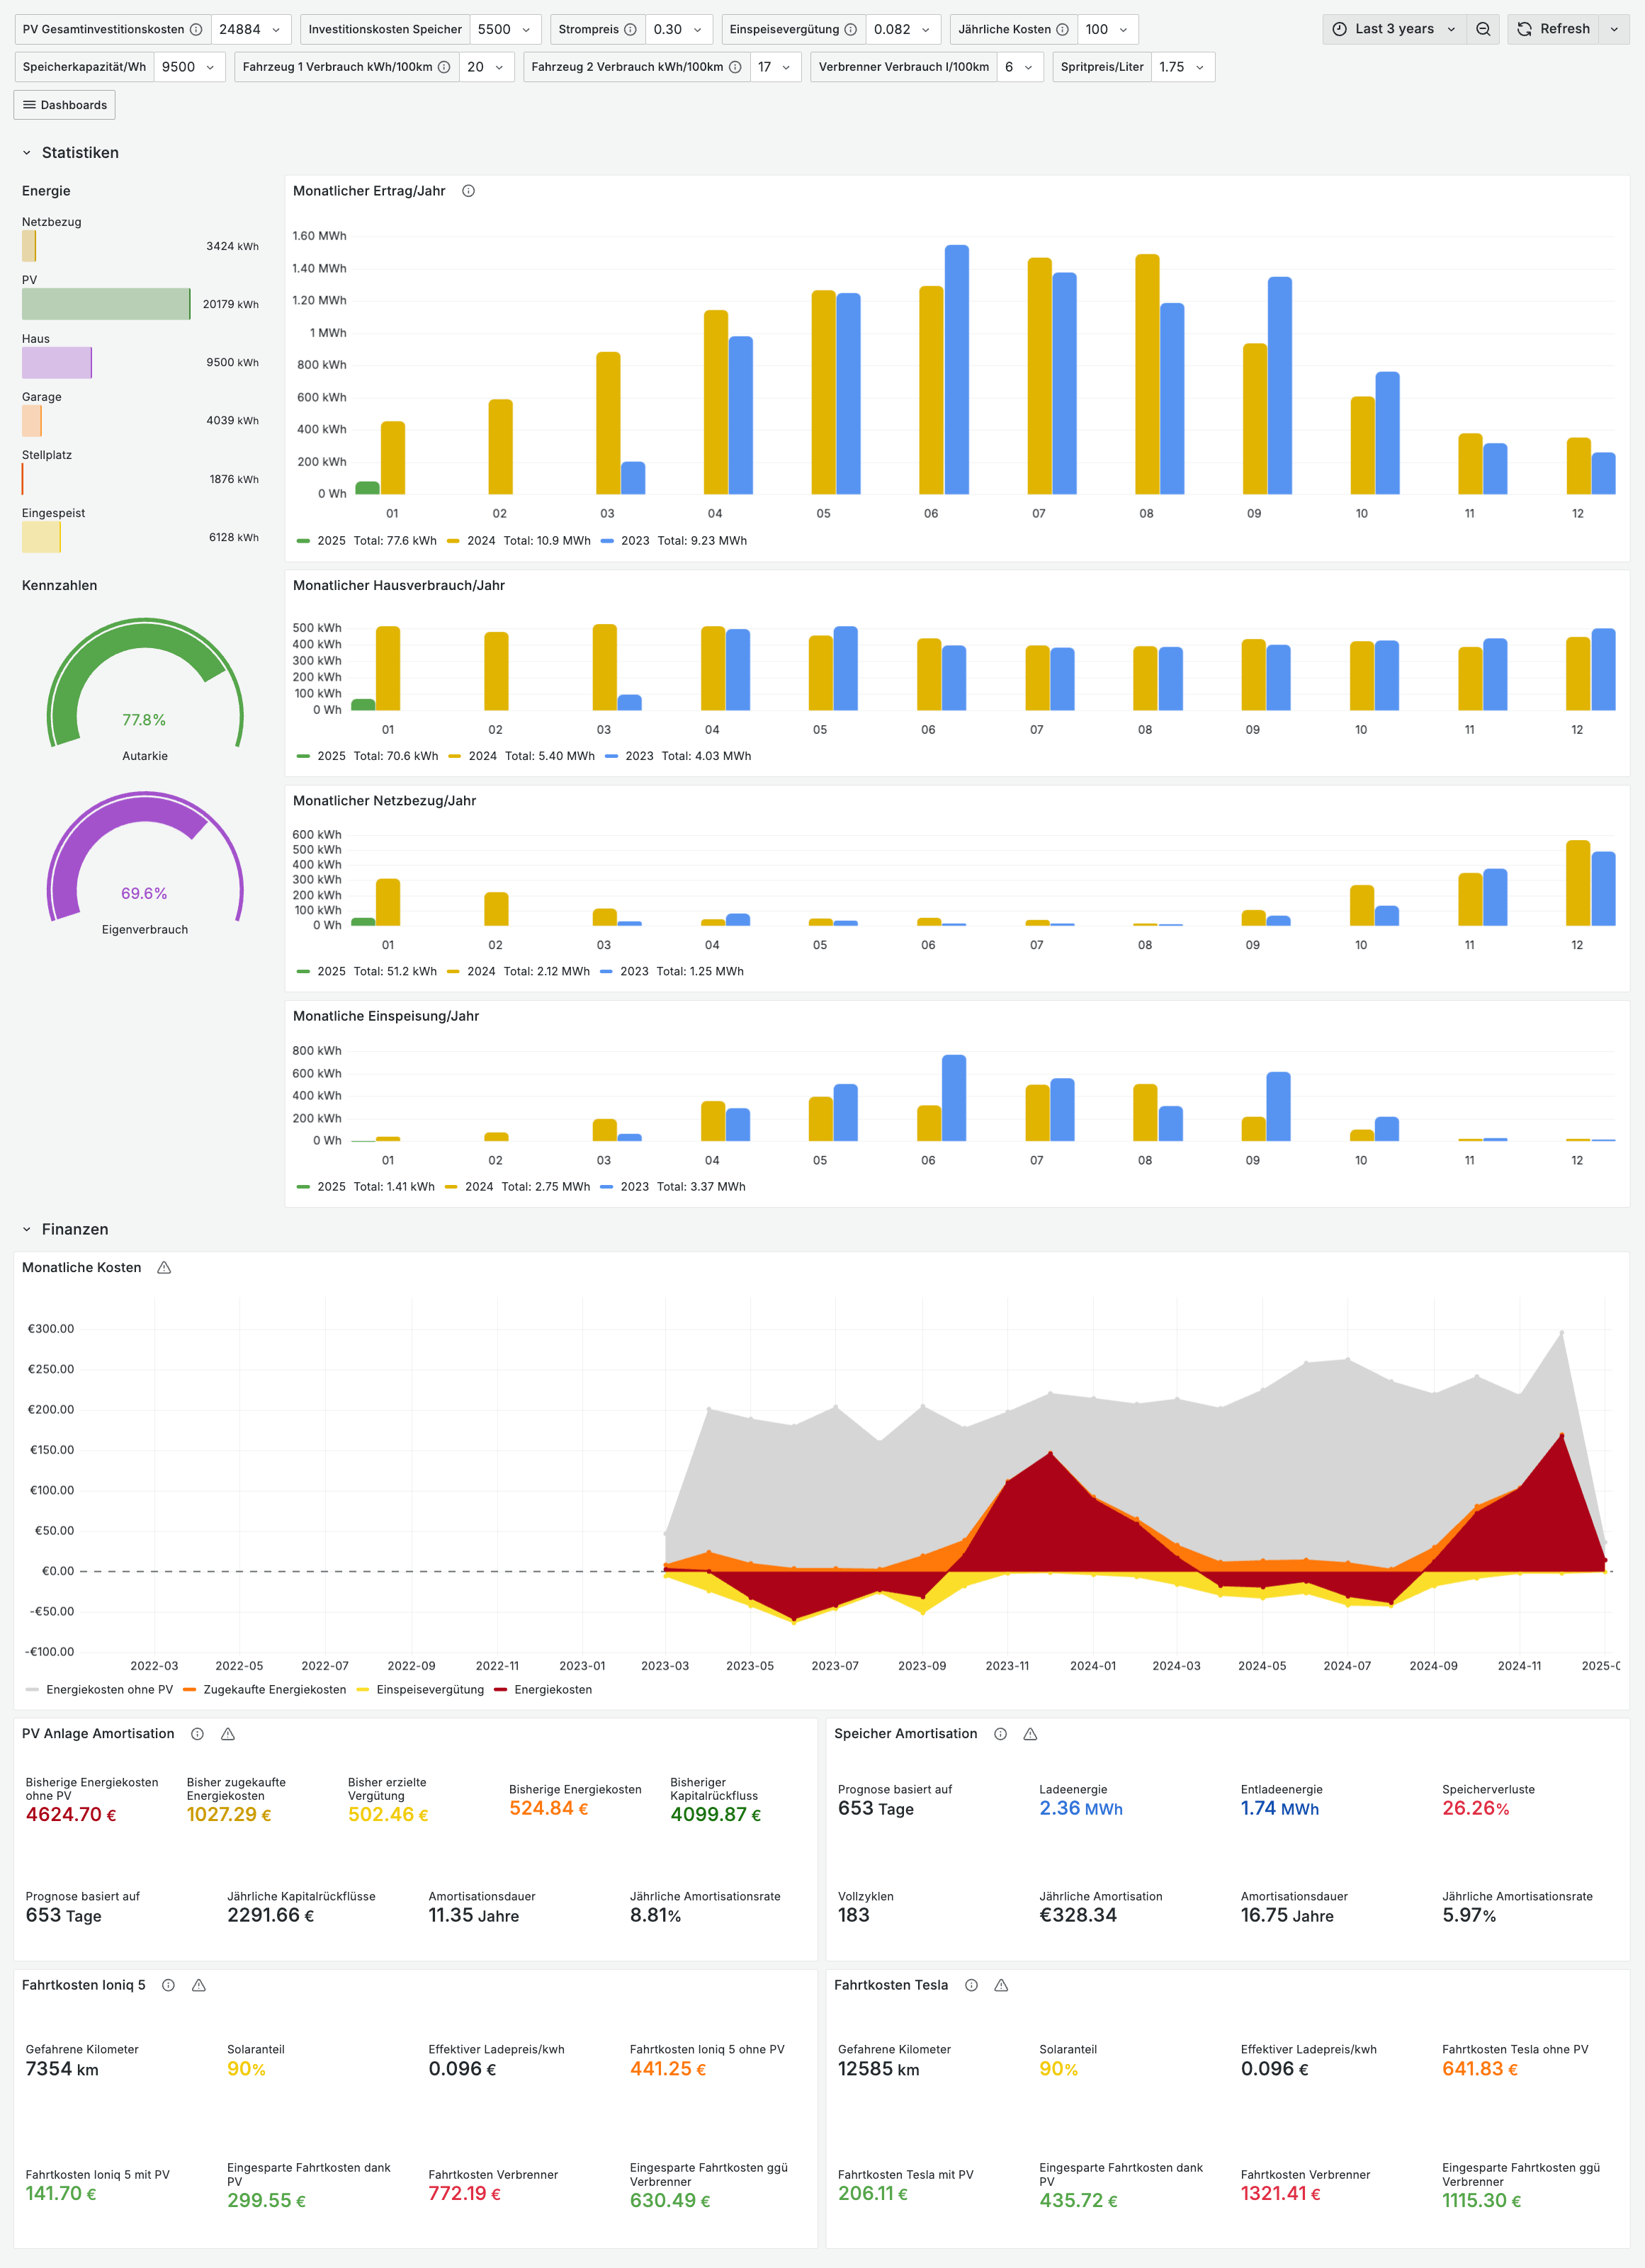 PV Gesamtinvestitionskosten 24884 Investitionskosten Speicher 5500 Strompreis 0.30 Einspeisevergütung 0.082 Jährliche Kosten 100 Last 3 years Refresh
Speicherkapazität/Wh 9500 Fahrzeug 1 Verbrauch kWh/100km 20 Fahrzeug 2 Verbrauch kWh/100km 17 Verbrenner Verbrauch l/100km 6 Spritpreis/Liter 1.75
Dashboards
Statistiken
Energie
Netzbezug
3424 kWh
PV
20179 kWh
Haus
9500 kWh
Garage
4039 kWh
Stellplatz
1876 kWh
Eingespeist
6128 kWh
Kennzahlen
77.8%
Autarkie
69.6%
Eigenverbrauch
Monatlicher Ertrag/Jahr
1.60 MWh
1.40 MWh
1.20 MWh
1 MWh
800 kWh
600 kWh
400 kWh
200 kWh
0 Wh
01 02 03 04 05 06 07 08 09 10 11 12
2025 Total: 77.6 kWh 2024 Total: 10.9 MWh 2023 Total: 9.23 MWh
Monatlicher Hausverbrauch/Jahr
500 kWh
400 kWh
300 kWh
200 kWh
100 kWh
0 Wh
01 02 03 04 05 06 07 08 09 10 11 12
2025 Total: 70.6 kWh 2024 Total: 5.40 MWh 2023 Total: 4.03 MWh
Monatlicher Netzbezug/Jahr
600 kWh
500 kWh
400 kWh
300 kWh
200 kWh
100 kWh
0 Wh
01 02 03 04 05 06 07 08 09 10 11 12
2025 Total: 51.2 kWh 2024 Total: 2.12 MWh 2023 Total: 1.25 MWh
Monatliche Einspeisung/Jahr
800 kWh
600 kWh
400 kWh
200 kWh
0 Wh
01 02 03 04 05 06 07 08 09 10 11 12
2025 Total: 1.41 kWh 2024 Total: 2.75 MWh 2023 Total: 3.37 MWh
Finanzen
Monatliche Kosten
€300.00
€250.00
€200.00
€150.00
€100.00
€50.00
€0.00
-€50.00
-€100.00
2022-03 2022-05 2022-07 2022-09 2022-11 2023-01 2023-03 2023-05 2023-07 2023-09 2023-11 2024-01 2024-03 2024-05 2024-07 2024-09 2024-11
Energiekosten ohne PV Zugekaufte Energiekosten Einspeisevergütung Energiekosten
PV Anlage Amortisation
Bisherige Energiekosten ohne PV
4624.70 €
Bisher zugekaufte Energiekosten
1027.29 €
Bisher erzielte Vergütung
502.46 €
Bisherige Energiekosten
524.84 €
Bisheriger Kapitalrückfluss
4099.87 €
Prognose basiert auf
653 Tage
Jährliche Kapitalrückflüsse
2291.66 €
Amortisationsdauer
11.35 Jahre
Jährliche Amortisationsrate
8.81%
Speicher Amortisation
Prognose basiert auf
653 Tage
Ladeenergie
2.36 MWh
Entladeenergie
1.74 MWh
Speicherverluste
26.26%
Vollzyklen
183
Jährliche Amortisation
€328.34
Amortisationsdauer
16.75 Jahre
Jährliche Amortisationsrate
5.97%
Fahrtkosten Ioniq 5
Gefahrene Kilometer
7354 km
Solaranteil
90%
Effektiver Ladepreis/kwh
0.096 €
Fahrtkosten Ioniq 5 ohne PV
441.25 €
Fahrtkosten Ioniq 5 mit PV
141.70 €
Eingesparte Fahrtkosten dank PV
299.55 €
Fahrtkosten Verbrenner
772.19 €
Eingesparte Fahrtkosten ggü Verbrenner
630.49 €
Fahrtkosten Tesla
Gefahrene Kilometer
12585 km
Solaranteil
90%
Effektiver Ladepreis/kwh
0.096 €
Fahrtkosten Tesla ohne PV
641.83 €
Fahrtkosten Tesla mit PV
206.11 €
Eingesparte Fahrtkosten dank PV
435.72 €
Fahrtkosten Verbrenner
1321.41 €
Eingesparte Fahrtkosten ggü Verbrenner
1115.30 €